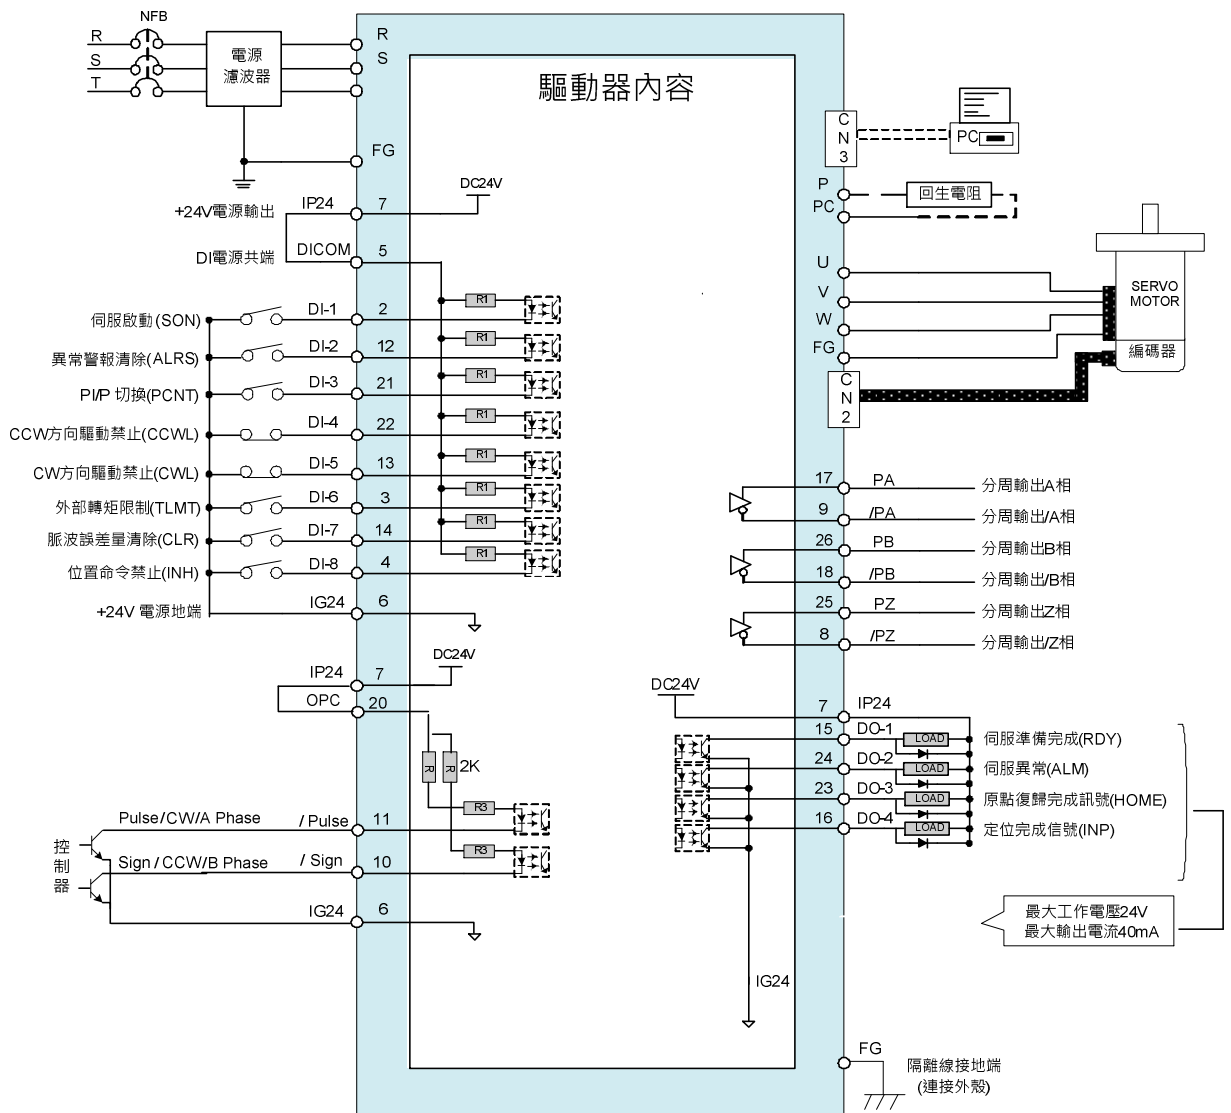 NFB
R
S
T
電源
濾波器
R
S
驅動器內容
FG
+24V電源輸出
IP24
7
DC24V
DI電源共端
DICOM
5
R1
伺服啟動(SON)
DI-1
2
R1
異常警報清除(ALRS)
DI-2
12
R1
PI/P 切換(PCNT)
DI-3
21
R1
CCW方向驅動禁止(CCWL)
DI-4
22
R1
CW方向驅動禁止(CWL)
DI-5
13
R1
外部轉矩限制(TLMT)
DI-6
3
R1
脈波誤差量清除(CLR)
DI-7
14
R1
位置命令禁止(INH)
DI-8
4
+24V 電源地端
IG24
6
IP24
7
DC24V
OPC
20
R
R
2K
R3
Pulse/CW/A Phase
/ Pulse
11
R3
控
制
器
Sign / CCW/B Phase
/ Sign
10
IG24
6
C
N
3
PC
P
PC
回生電阻
U
V
W
FG
SERVO
MOTOR
編碼器
C
N
2
17
PA
分周輸出A相
9
/PA
分周輸出/A相
26
PB
分周輸出B相
18
/PB
分周輸出/B相
25
PZ
分周輸出Z相
8
/PZ
分周輸出/Z相
DC24V
7
IP24
15
DO-1
LOAD
伺服準備完成(RDY)
24
DO-2
LOAD
伺服異常(ALM)
23
DO-3
LOAD
原點復歸完成訊號(HOME)
16
DO-4
LOAD
定位完成信號(INP)
最大工作電壓24V
最大輸出電流40mA
IG24
FG
隔離線接地端
(連接外殼)